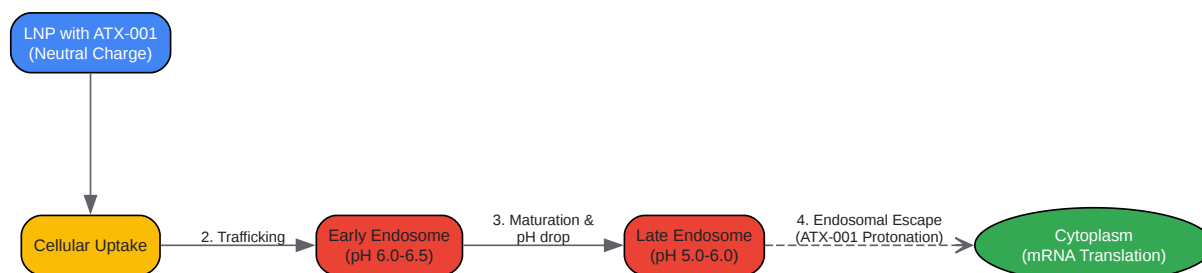 LNP with ATX-001
(Neutral Charge)
Cellular Uptake
2. Trafficking
Early Endosome
(pH 6.0-6.5)
3. Maturation &
pH drop
Late Endosome
(pH 5.0-6.0)
4. Endosomal Escape
(ATX-001 Protonation)
Cytoplasm
(mRNA Translation)